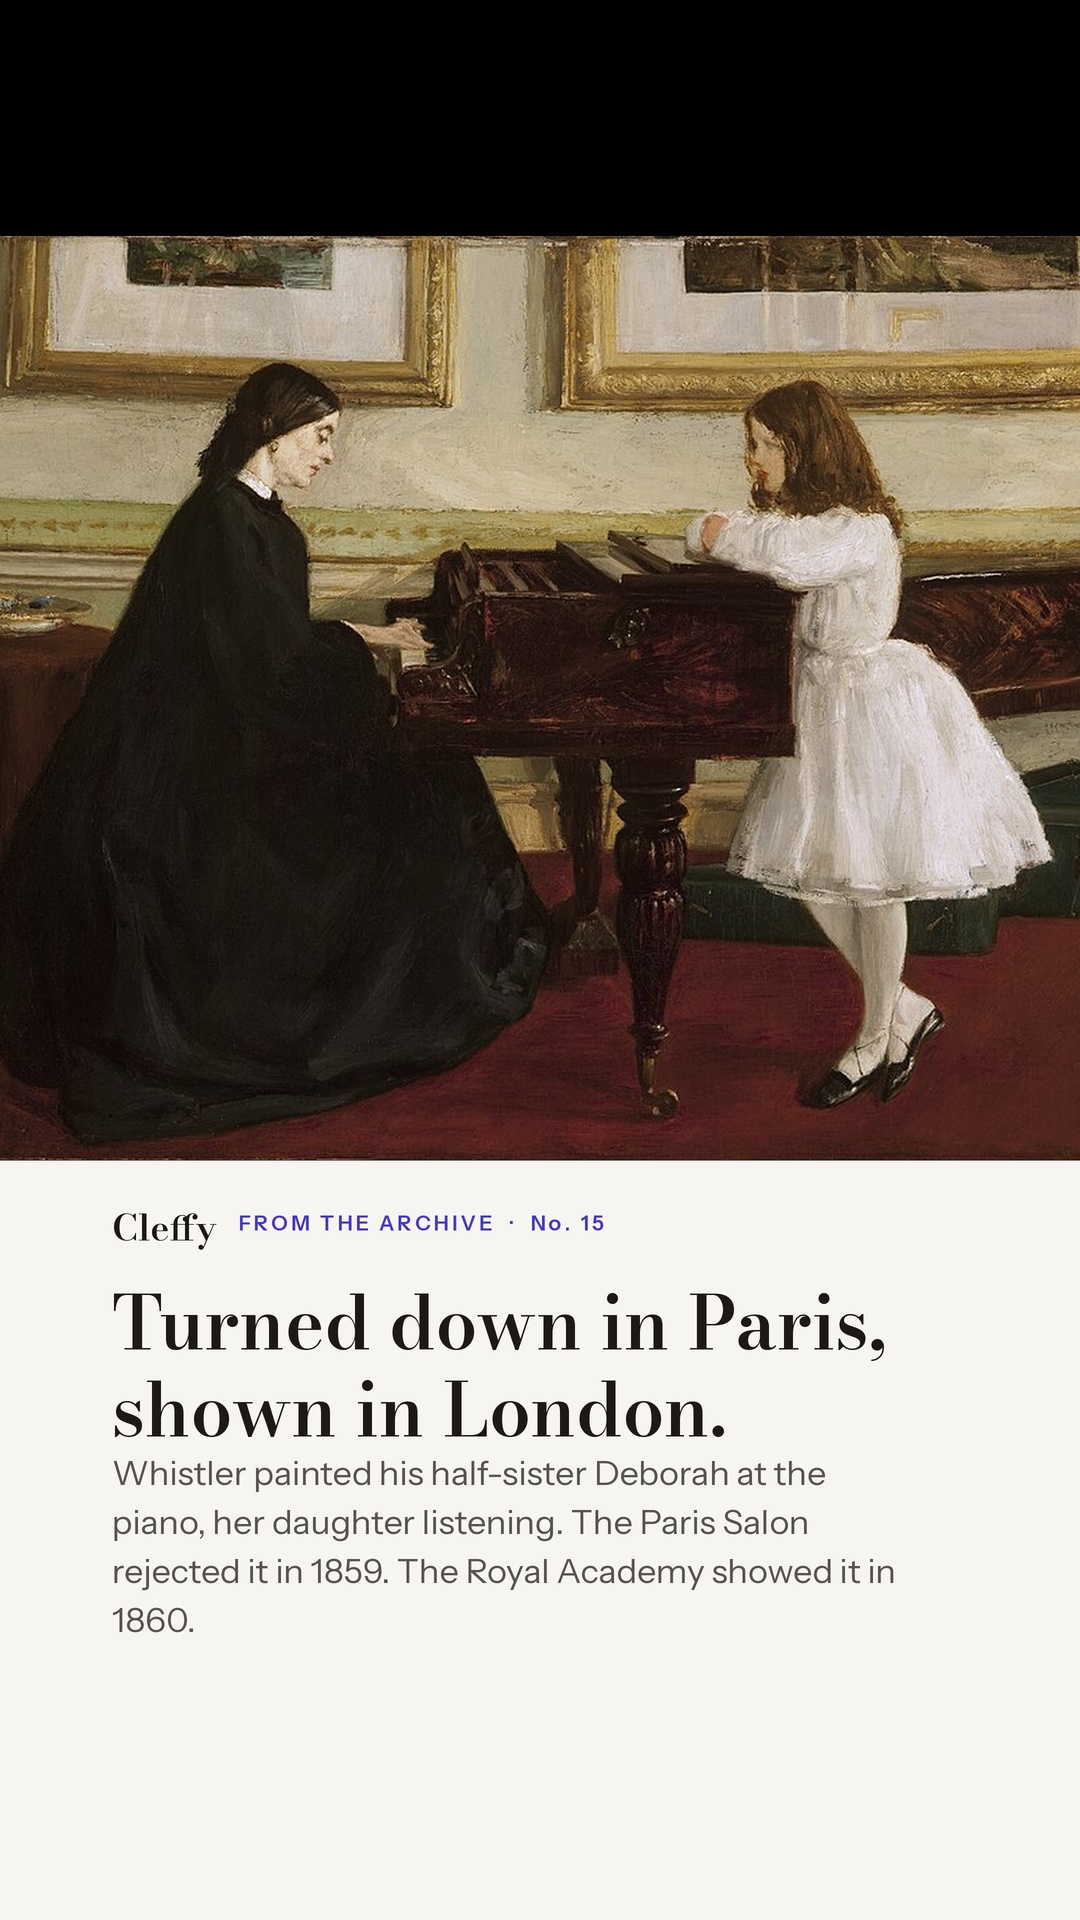 Cleffy FROM THE ARCHIVE · No. 15
Turned down in Paris,
shown in London.
Whistler painted his half-sister Deborah at the
piano, her daughter listening. The Paris Salon
rejected it in 1859. The Royal Academy showed it in
1860.